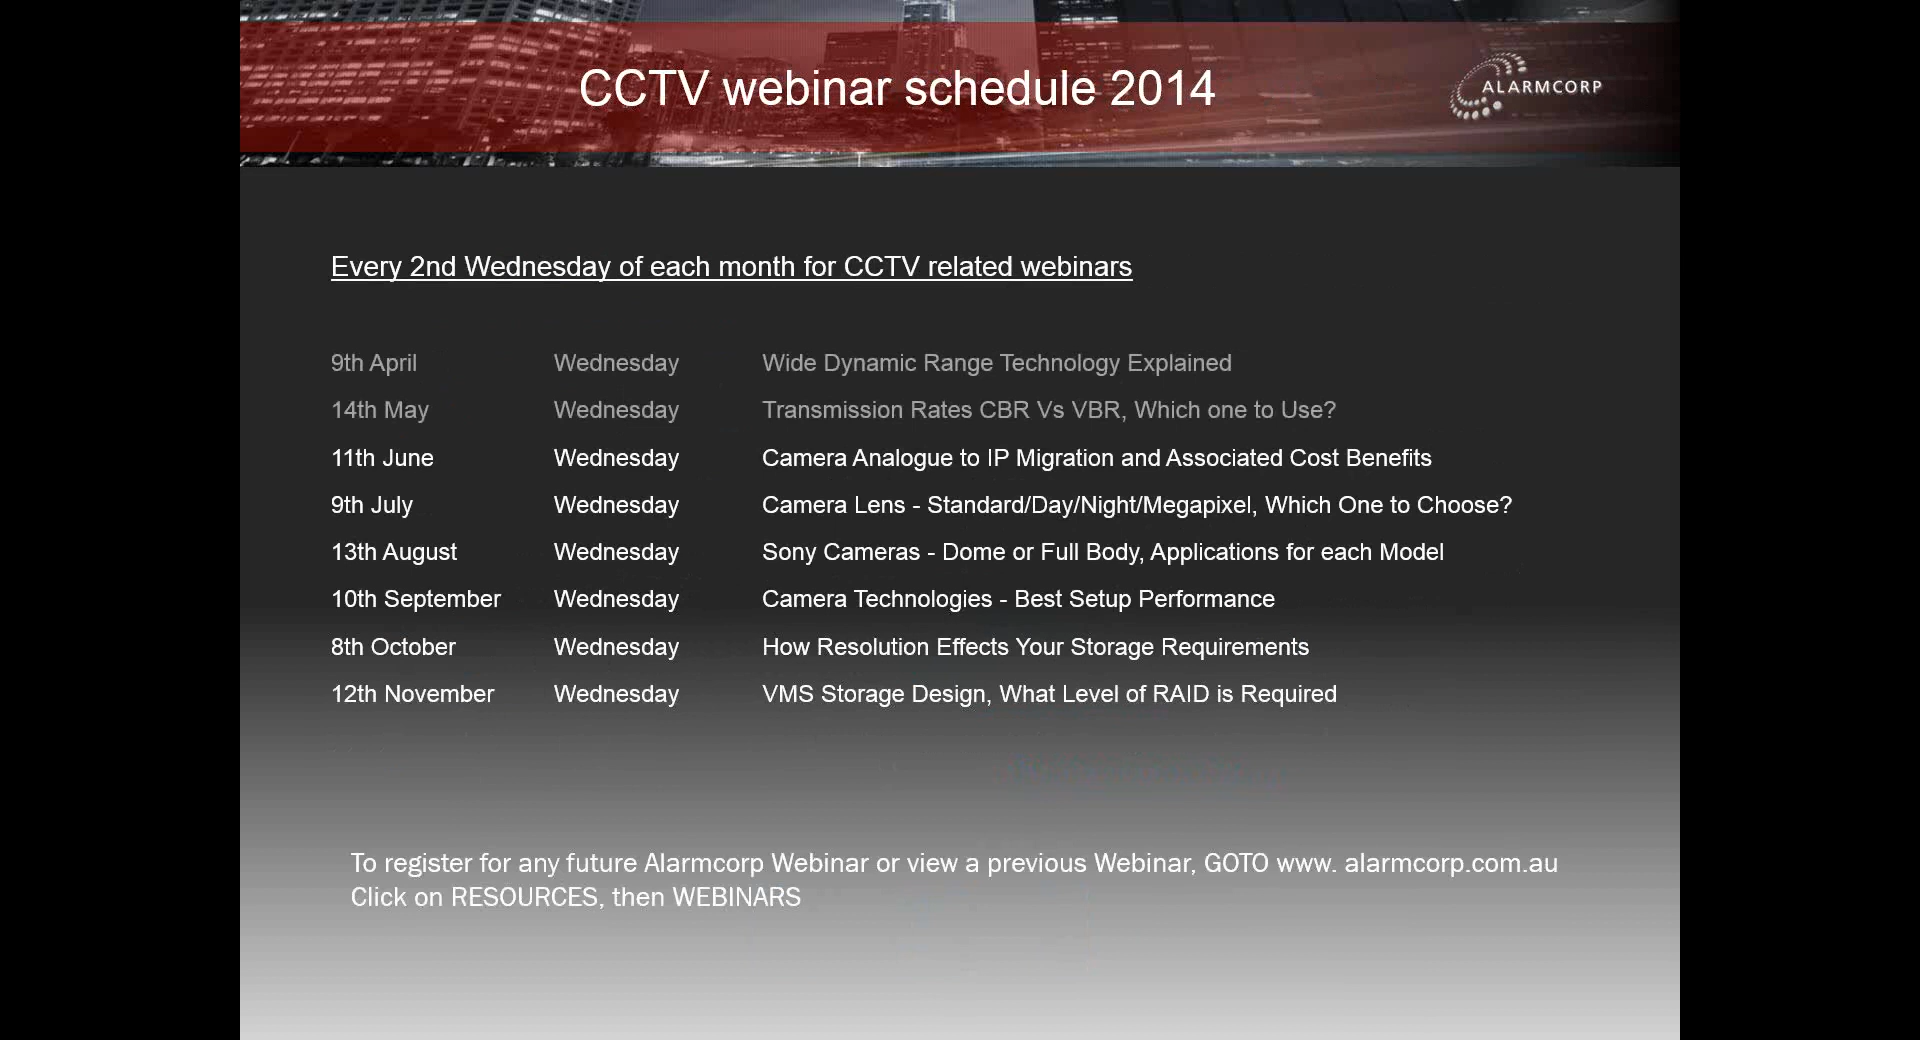 CCTV webinar schedule 2014
ALARMCORP
Every 2nd Wednesday of each month for CCTV related webinars
9th April Wednesday Wide Dynamic Range Technology Explained
14th May Wednesday Transmission Rates CBR Vs VBR, Which one to Use?
11th June Wednesday Camera Analogue to IP Migration and Associated Cost Benefits
9th July Wednesday Camera Lens - Standard/Day/Night/Megapixel, Which One to Choose?
13th August Wednesday Sony Cameras - Dome or Full Body, Applications for each Model
10th September Wednesday Camera Technologies - Best Setup Performance
8th October Wednesday How Resolution Effects Your Storage Requirements
12th November Wednesday VMS Storage Design, What Level of RAID is Required
To register for any future Alarmcorp Webinar or view a previous Webinar, GOTO www. alarmcorp.com.au
Click on RESOURCES, then WEBINARS